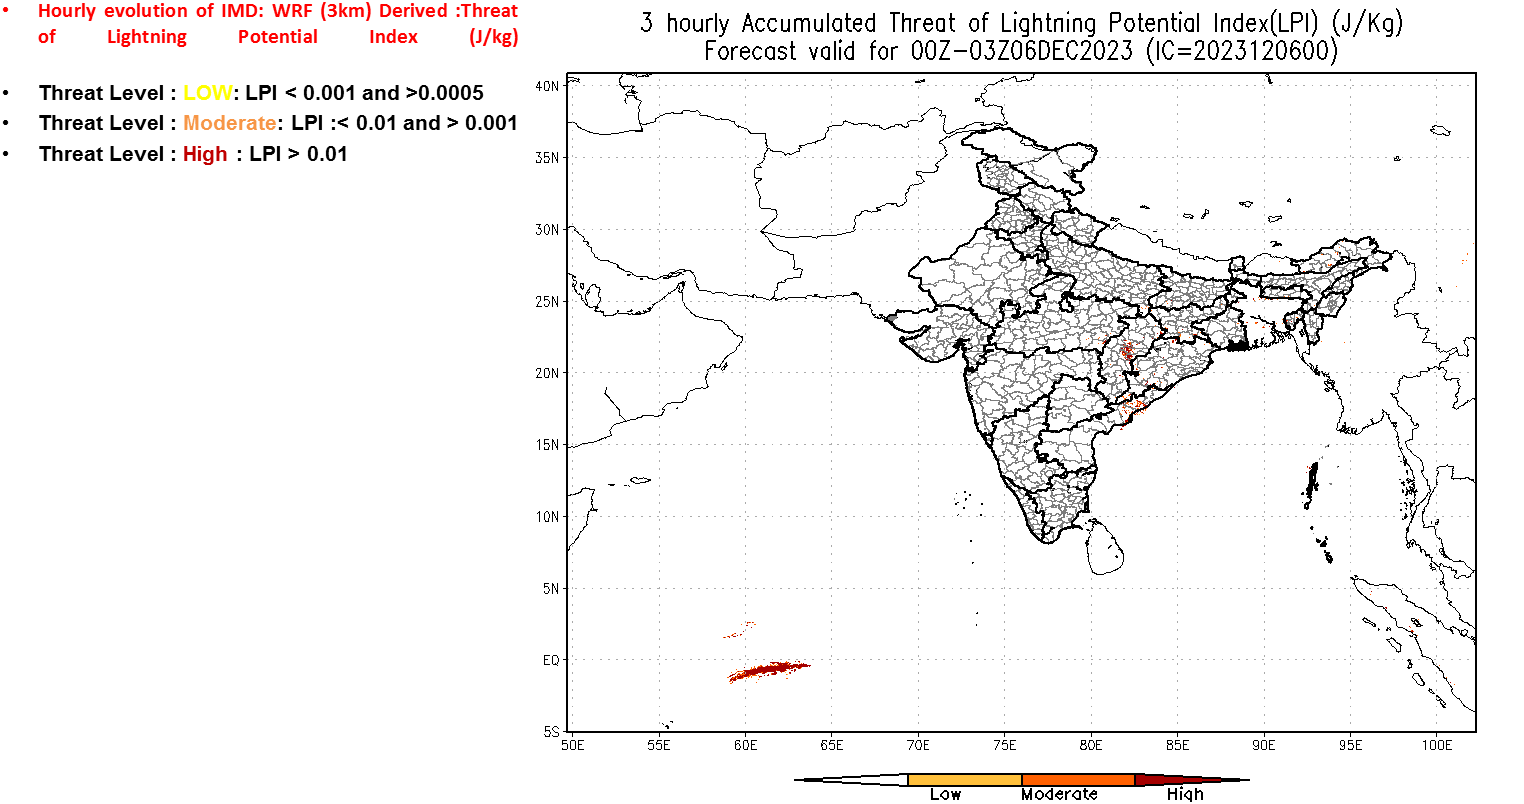 • Hourly evolution of IMD: WRF (3km) Derived :Threat
of Lightning Potential Index (J/kg)
• Threat Level : LOW: LPI < 0.001 and >0.0005
• Threat Level : Moderate: LPI :< 0.01 and > 0.001
• Threat Level : High : LPI > 0.01
3 hourly Accumulated Threat of Lightning Potential Index(LPI) (J/Kg)
Forecast valid for 00Z-03Z06DEC2023 (IC=2023120600)
40N
35N
30N
25N
20N
15N
10N
5N
EQ
5S
50E 55E 60E 65E 70E 75E 80E 85E 90E 95E 100E
Low Moderate High